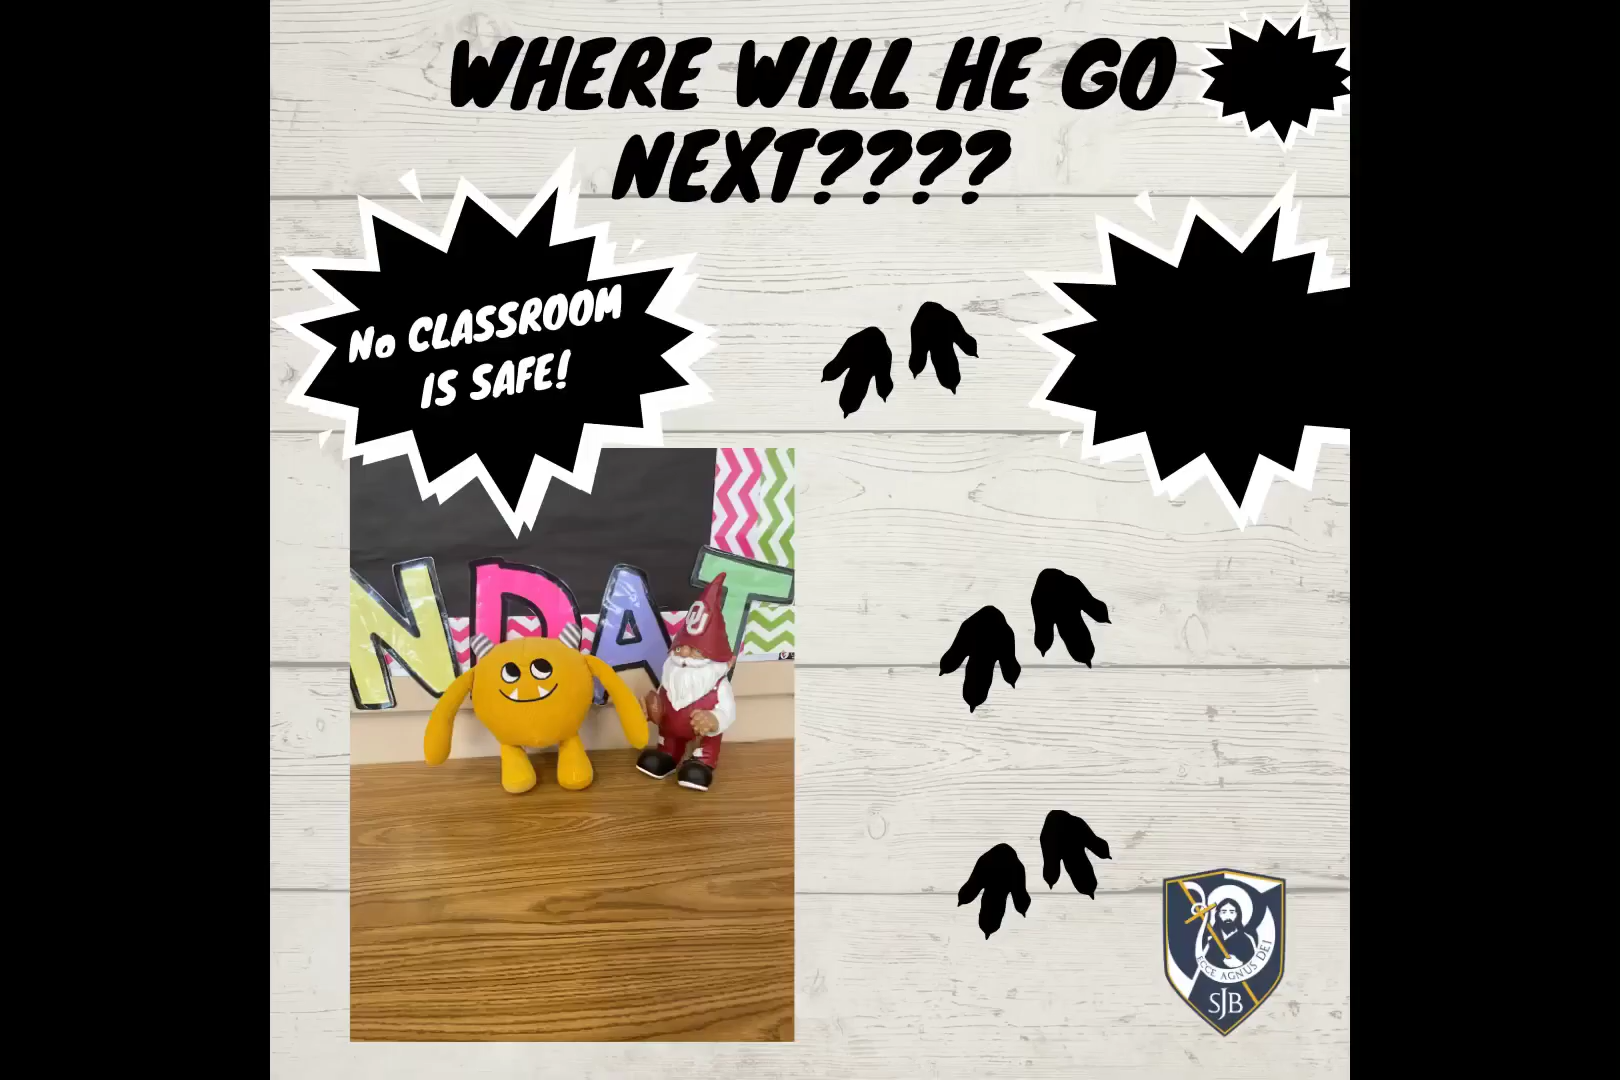 WHERE WILL HE GO
NEXT????
No CLASSROOM
IS SAFE!
NDAT
OU
ECCE AGNUS DEI
SJB